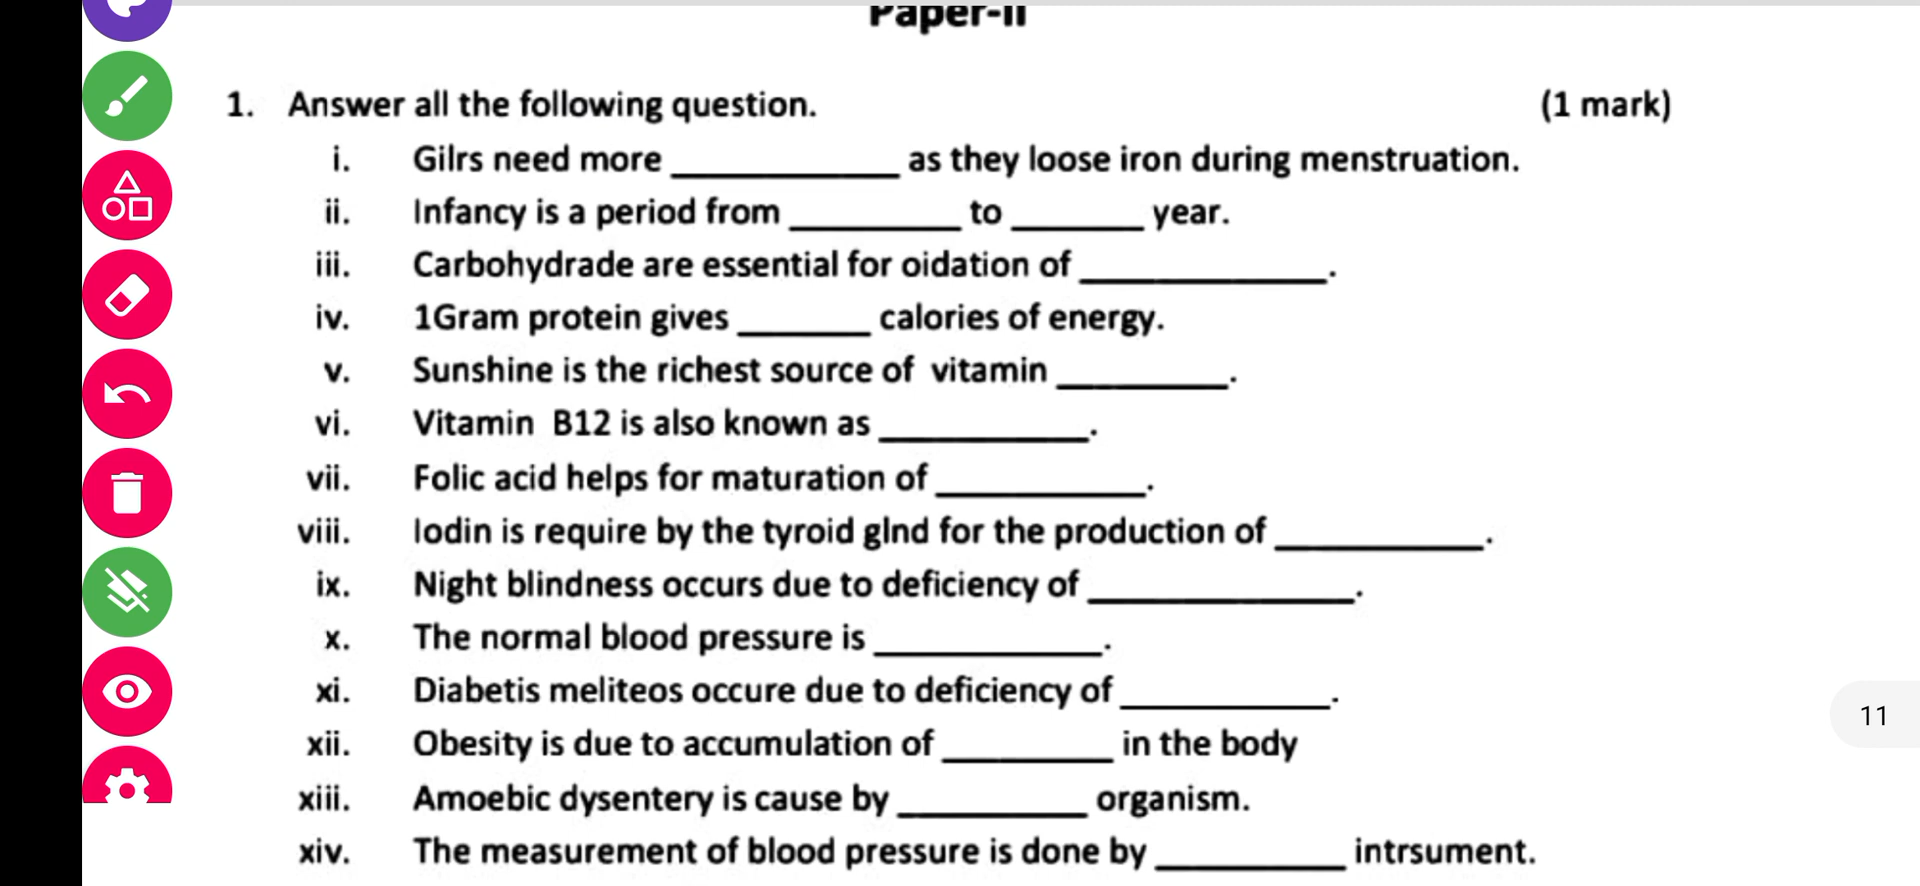 Paper-II
1. Answer all the following question. (1 mark)
i. Gilrs need more ____________ as they loose iron during menstruation.
ii. Infancy is a period from _________ to _______ year.
iii. Carbohydrade are essential for oidation of _____________.
iv. 1Gram protein gives _______ calories of energy.
v. Sunshine is the richest source of vitamin _________.
vi. Vitamin B12 is also known as ___________.
vii. Folic acid helps for maturation of ___________.
viii. Iodin is require by the tyroid glnd for the production of ___________.
ix. Night blindness occurs due to deficiency of ______________.
x. The normal blood pressure is ____________.
xi. Diabetis meliteos occure due to deficiency of ___________.
xii. Obesity is due to accumulation of _________ in the body
xiii. Amoebic dysentery is cause by __________ organism.
xiv. The measurement of blood pressure is done by __________ intrsument.
11